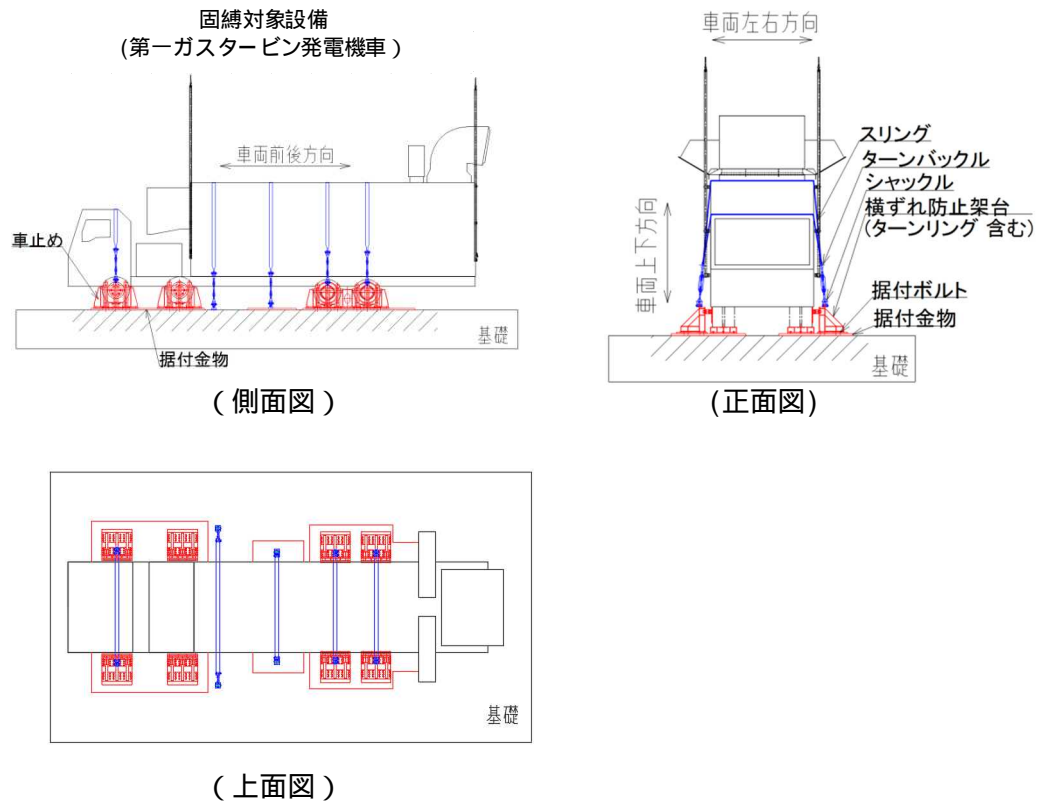 固縛対象設備
(第一ガスタービン発電機車)
車両前後方向
車止め
基礎
据付金物
(側面図)
車両左右方向
車両上下方向
スリング
ターンバックル
シャックル
横ずれ防止架台
(ターンリング 含む)
据付ボルト
据付金物
基礎
(正面図)
基礎
(上面図)